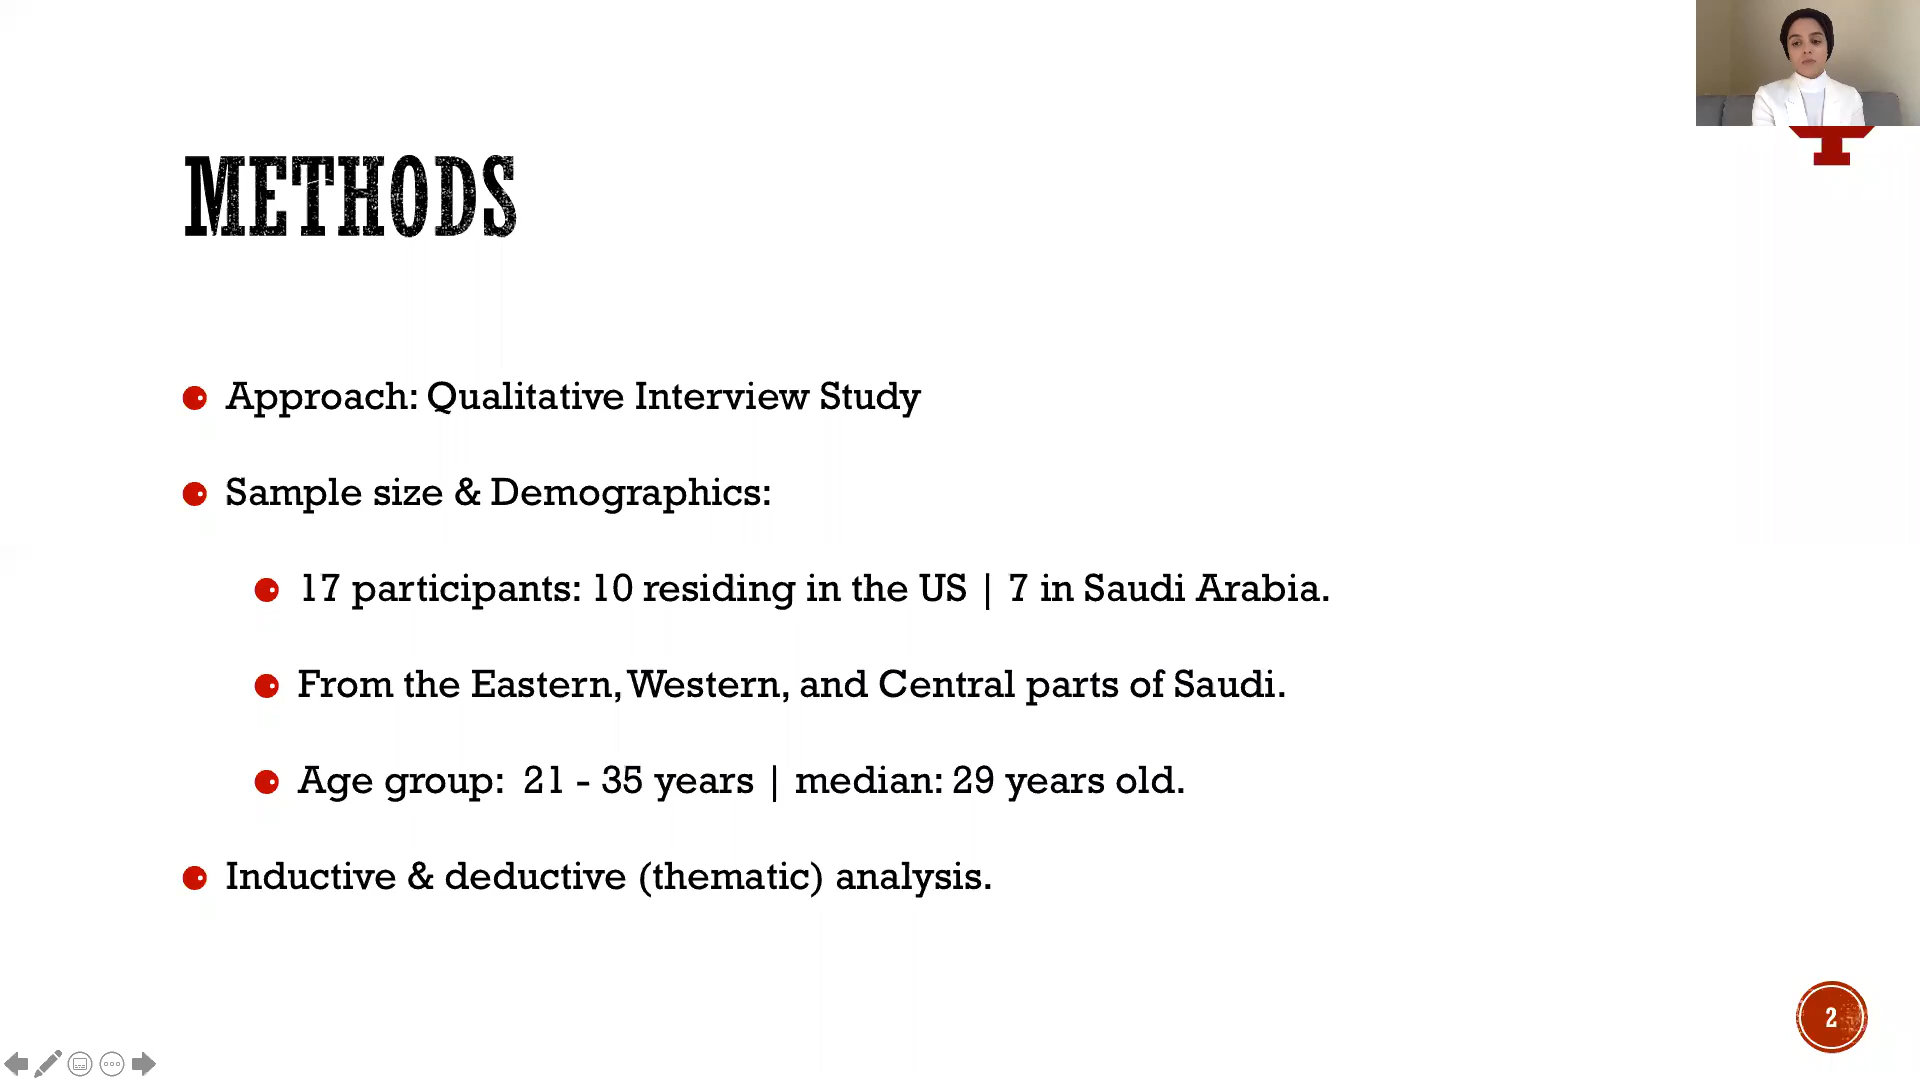 METHODS
Approach: Qualitative Interview Study
Sample size & Demographics:
17 participants: 10 residing in the US | 7 in Saudi Arabia.
From the Eastern, Western, and Central parts of Saudi.
Age group: 21 - 35 years | median: 29 years old.
Inductive & deductive (thematic) analysis.
2